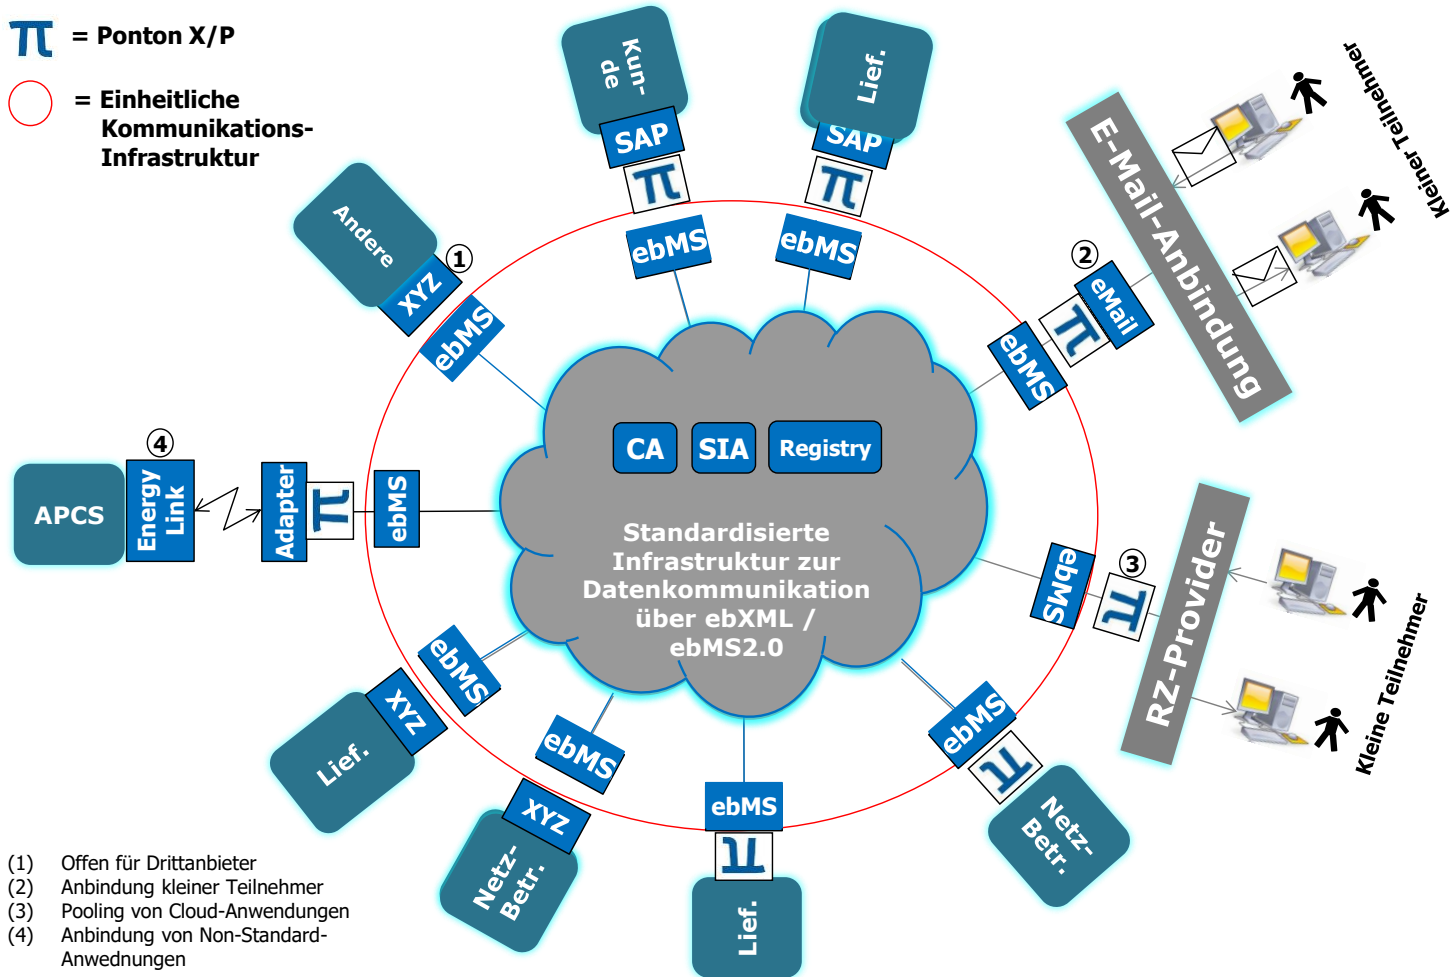 π = Ponton X/P
= Einheitliche
Kommunikations-
Infrastruktur
Kun-
de
SAP
π
ebMS
Lief.
SAP
π
ebMS
Andere
XYZ
1
ebMS
2
eMail
π
ebMS
E-Mail-Anbindung
Kleiner Teilnehmer
4
APCS
Energy
Link
Adapter
π
ebMS
CA
SIA
Registry
Standardisierte
Infrastruktur zur
Datenkommunikation
über ebXML /
ebMS2.0
ebMS
3
π
RZ-Provider
Kleine Teilnehmer
ebMS
XYZ
Lief.
ebMS
XYZ
Netz-
Betr.
ebMS
π
Lief.
ebMS
π
Netz-
Betr.
(1) Offen für Drittanbieter
(2) Anbindung kleiner Teilnehmer
(3) Pooling von Cloud-Anwendungen
(4) Anbindung von Non-Standard-
Anwednungen